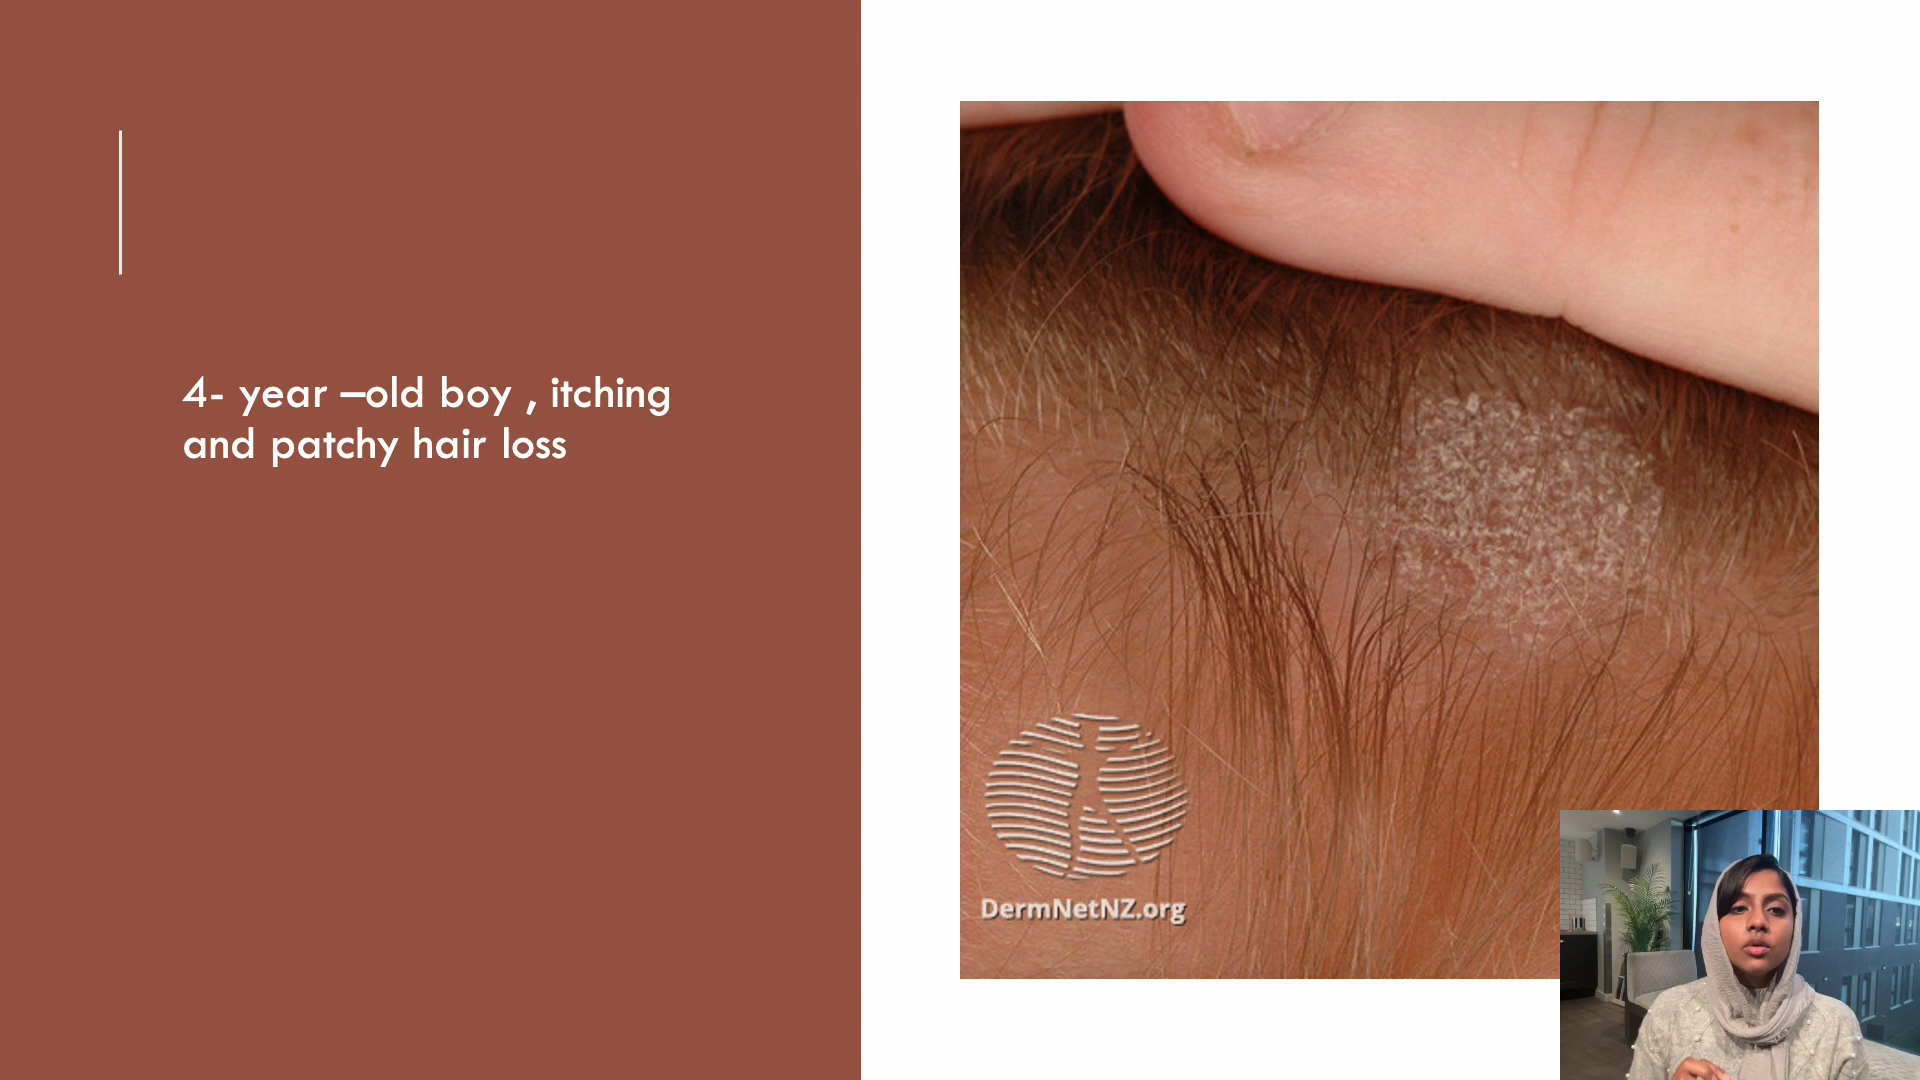 4- year –old boy , itching
and patchy hair loss
DermNetNZ.org